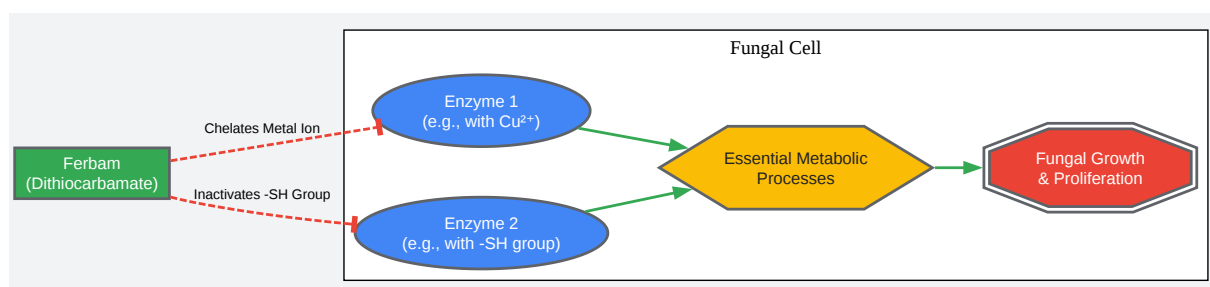 Fungal Cell
Enzyme 1
(e.g., with Cu²⁺)
Chelates Metal Ion
Ferbam
(Dithiocarbamate)
Essential Metabolic
Processes
Fungal Growth
& Proliferation
Inactivates -SH Group
Enzyme 2
(e.g., with -SH group)